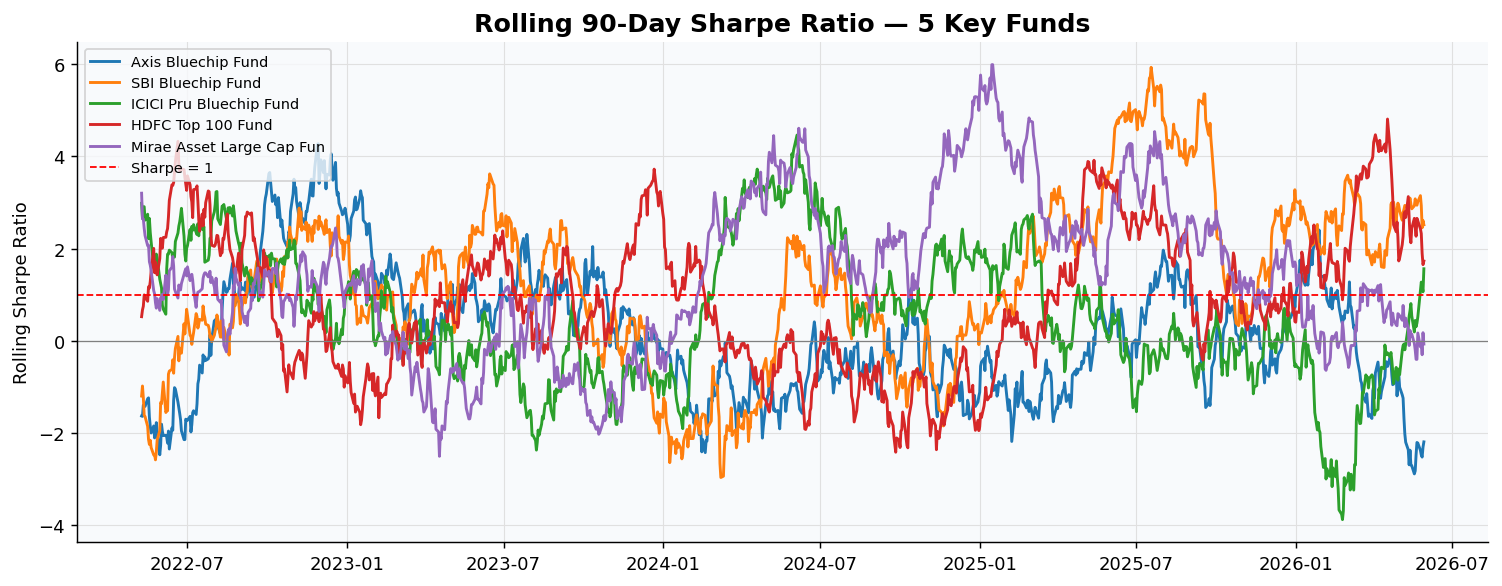 Rolling 90-Day Sharpe Ratio — 5 Key Funds
Axis Bluechip Fund
SBI Bluechip Fund
ICICI Pru Bluechip Fund
HDFC Top 100 Fund
Mirae Asset Large Cap Fun
Sharpe = 1
Rolling Sharpe Ratio
6
4
2
0
−2
−4
2022-07
2023-01
2023-07
2024-01
2024-07
2025-01
2025-07
2026-01
2026-07